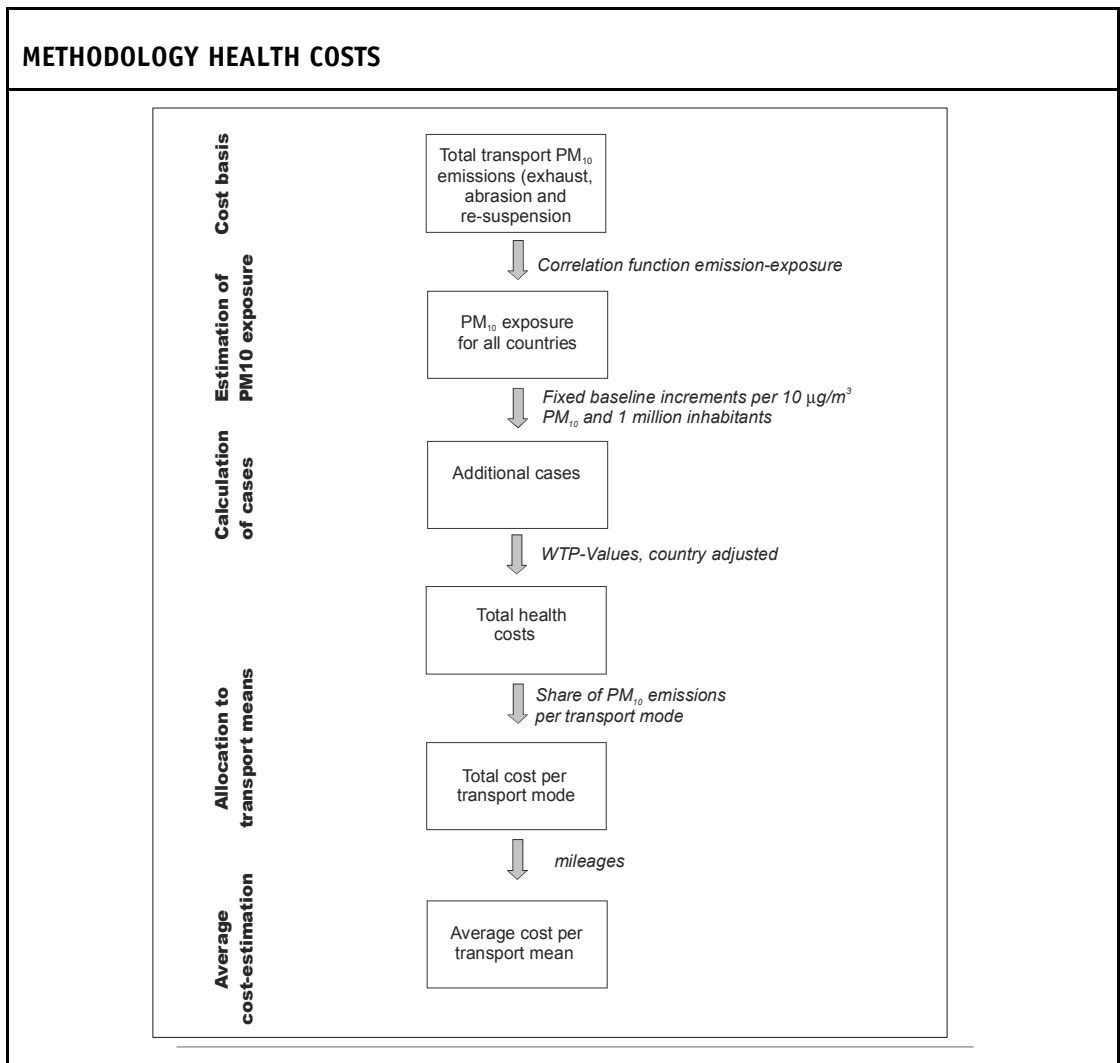 METHODOLOGY HEALTH COSTS
Cost basis
Total transport PM₁₀
emissions (exhaust,
abrasion and
re-suspension
Correlation function emission-exposure
Estimation of
PM10 exposure
PM₁₀ exposure
for all countries
Fixed baseline increments per 10 µg/m³
PM₁₀ and 1 million inhabitants
Calculation
of cases
Additional cases
WTP-Values, country adjusted
Total health
costs
Share of PM₁₀ emissions
per transport mode
Allocation to
transport means
Total cost per
transport mode
mileages
Average
cost-estimation
Average cost per
transport mean